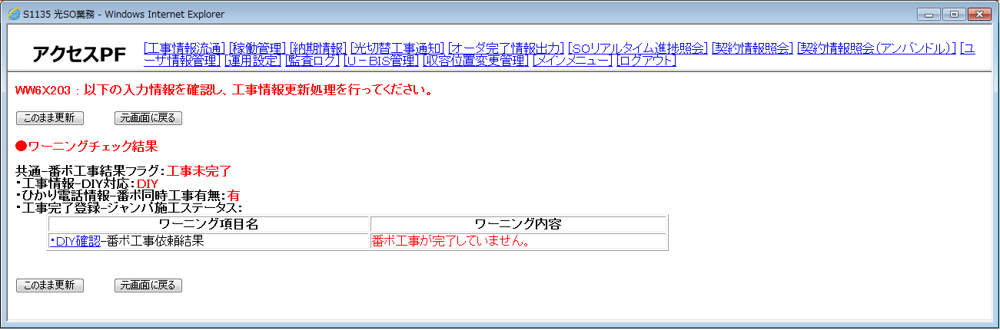 S1135 光SO業務 - Windows Internet Explorer
アクセスPF
[工事情報流通] [稼働管理] [納期情報] [光切替工事通知] [オーダ完了情報出力] [SOリアルタイム進捗照会] [契約情報照会] [契約情報照会(アンバンドル)] [ユ
ーザ情報管理] [運用設定] [監査ログ] [U-BIS管理] [収容位置変更管理] [メインメニュー] [ログアウト]
WW6X203 : 以下の入力情報を確認し、工事情報更新処理を行ってください。
このまま更新 元画面に戻る
●ワーニングチェック結果
共通-番ポ工事結果フラグ:工事未完了
・工事情報-DIY対応:DIY
・ひかり電話情報-番ポ同時工事有無:有
・工事完了登録-ジャンパ施工ステータス:
ワーニング項目名 ワーニング内容
・DIY確認-番ポ工事依頼結果 番ポ工事が完了していません。
このまま更新 元画面に戻る